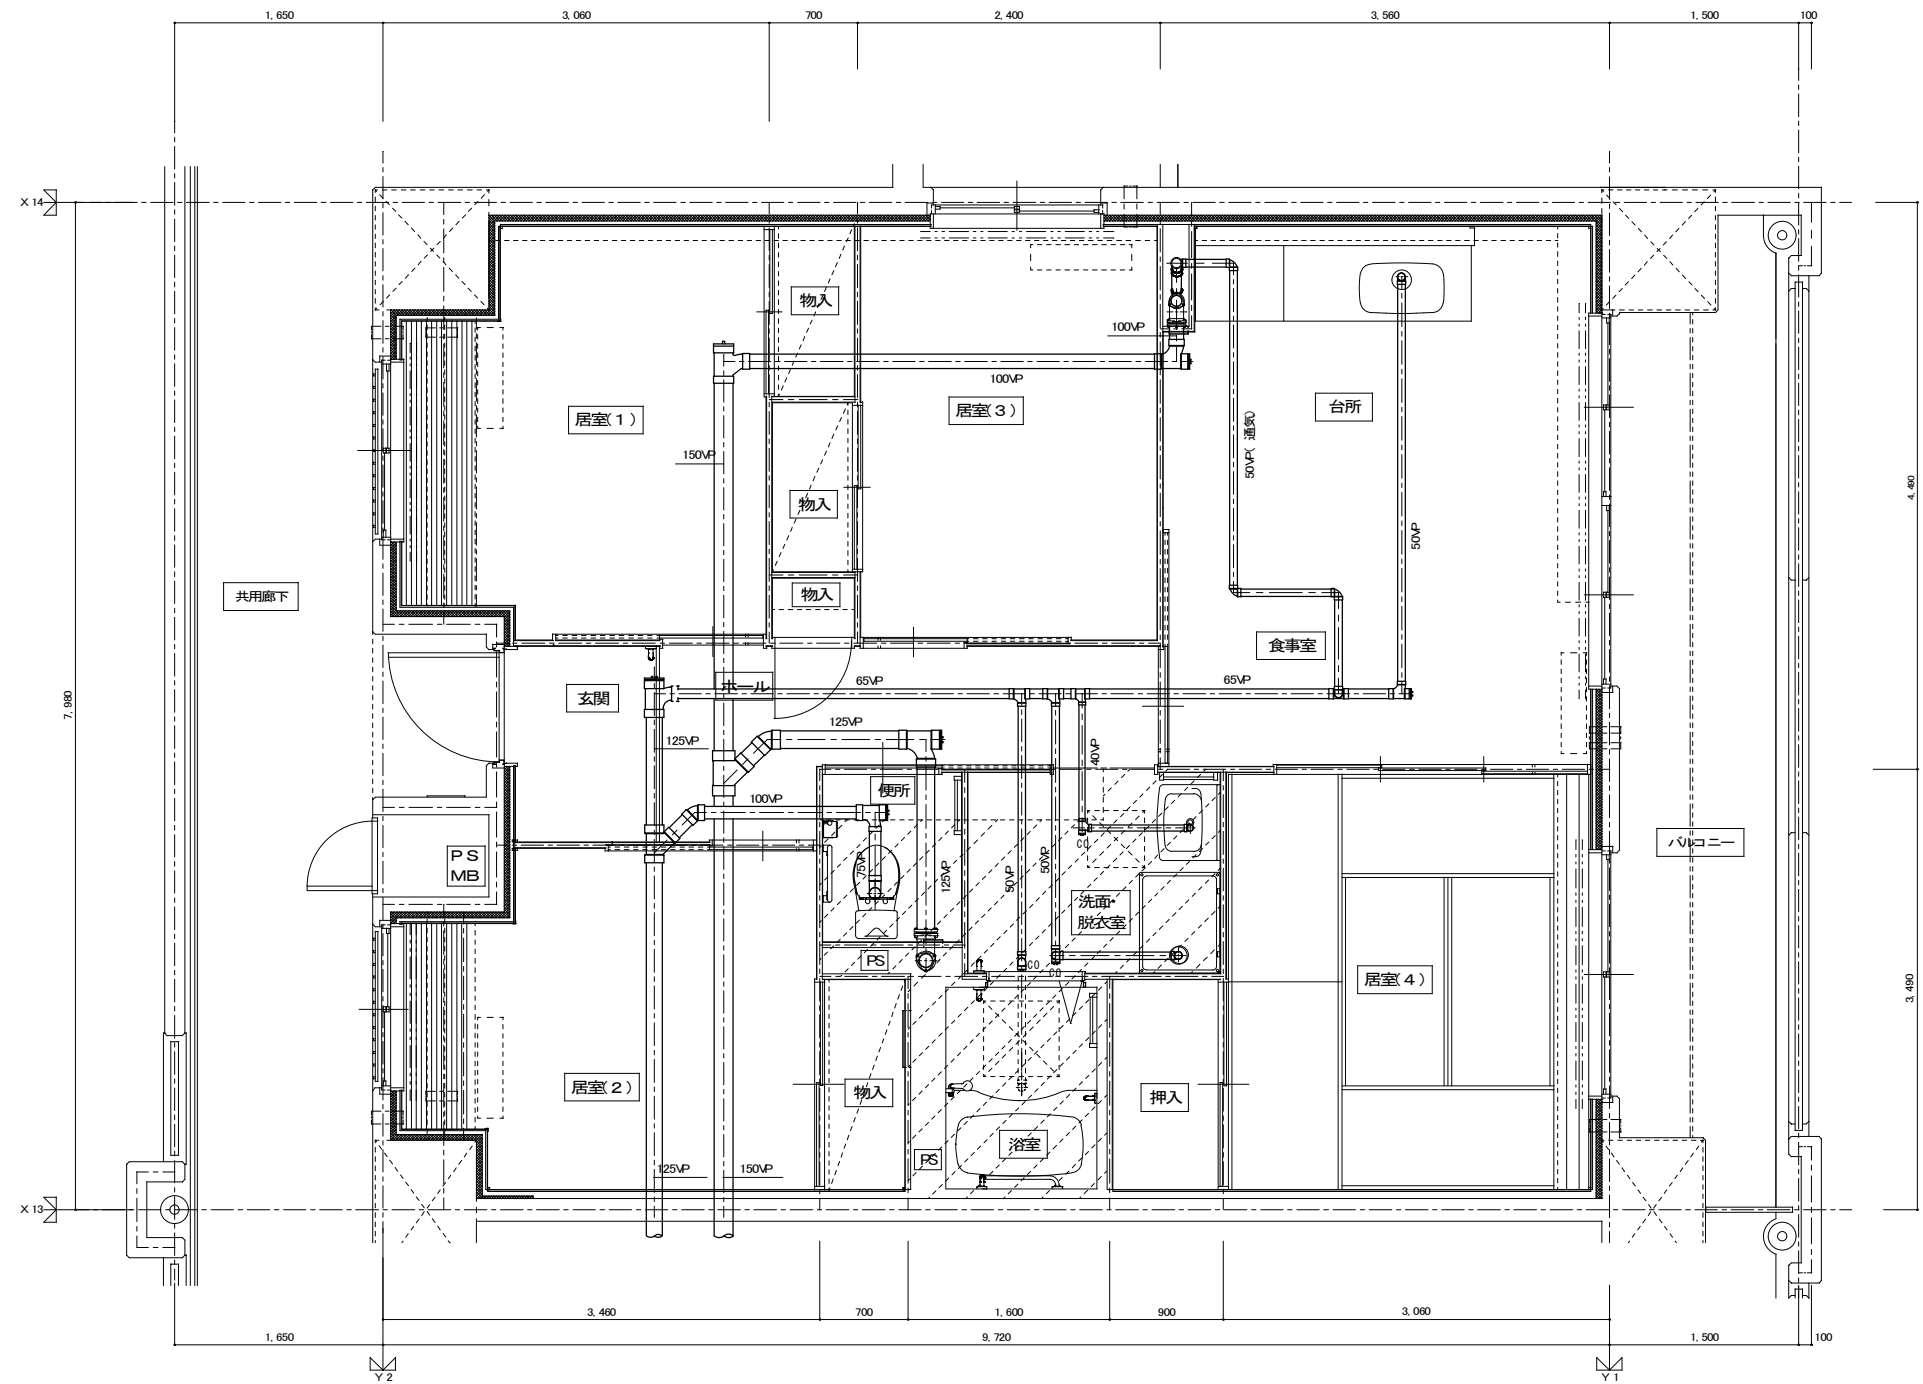 1,650
3,060
700
2,400
3,560
1,500
100
X14
物入
100VP
100VP
居室(1)
居室(3)
台所
50VP(通気)
150VP
4,490
物入
50VP
共用廊下
物入
食事室
7,980
玄関
ホール
65VP
65VP
125VP
125VP
40VP
便所
100VP
バルコニー
PS
MB
CO
75VP
125VP
50VP
50VP
洗面・
脱衣室
PS
CO
CO
居室(4)
3,490
居室(2)
物入
押入
浴室
PS
125VP
150VP
X13
3,460
700
1,600
900
3,060
1,650
9,720
1,500
100
Y2
Y1